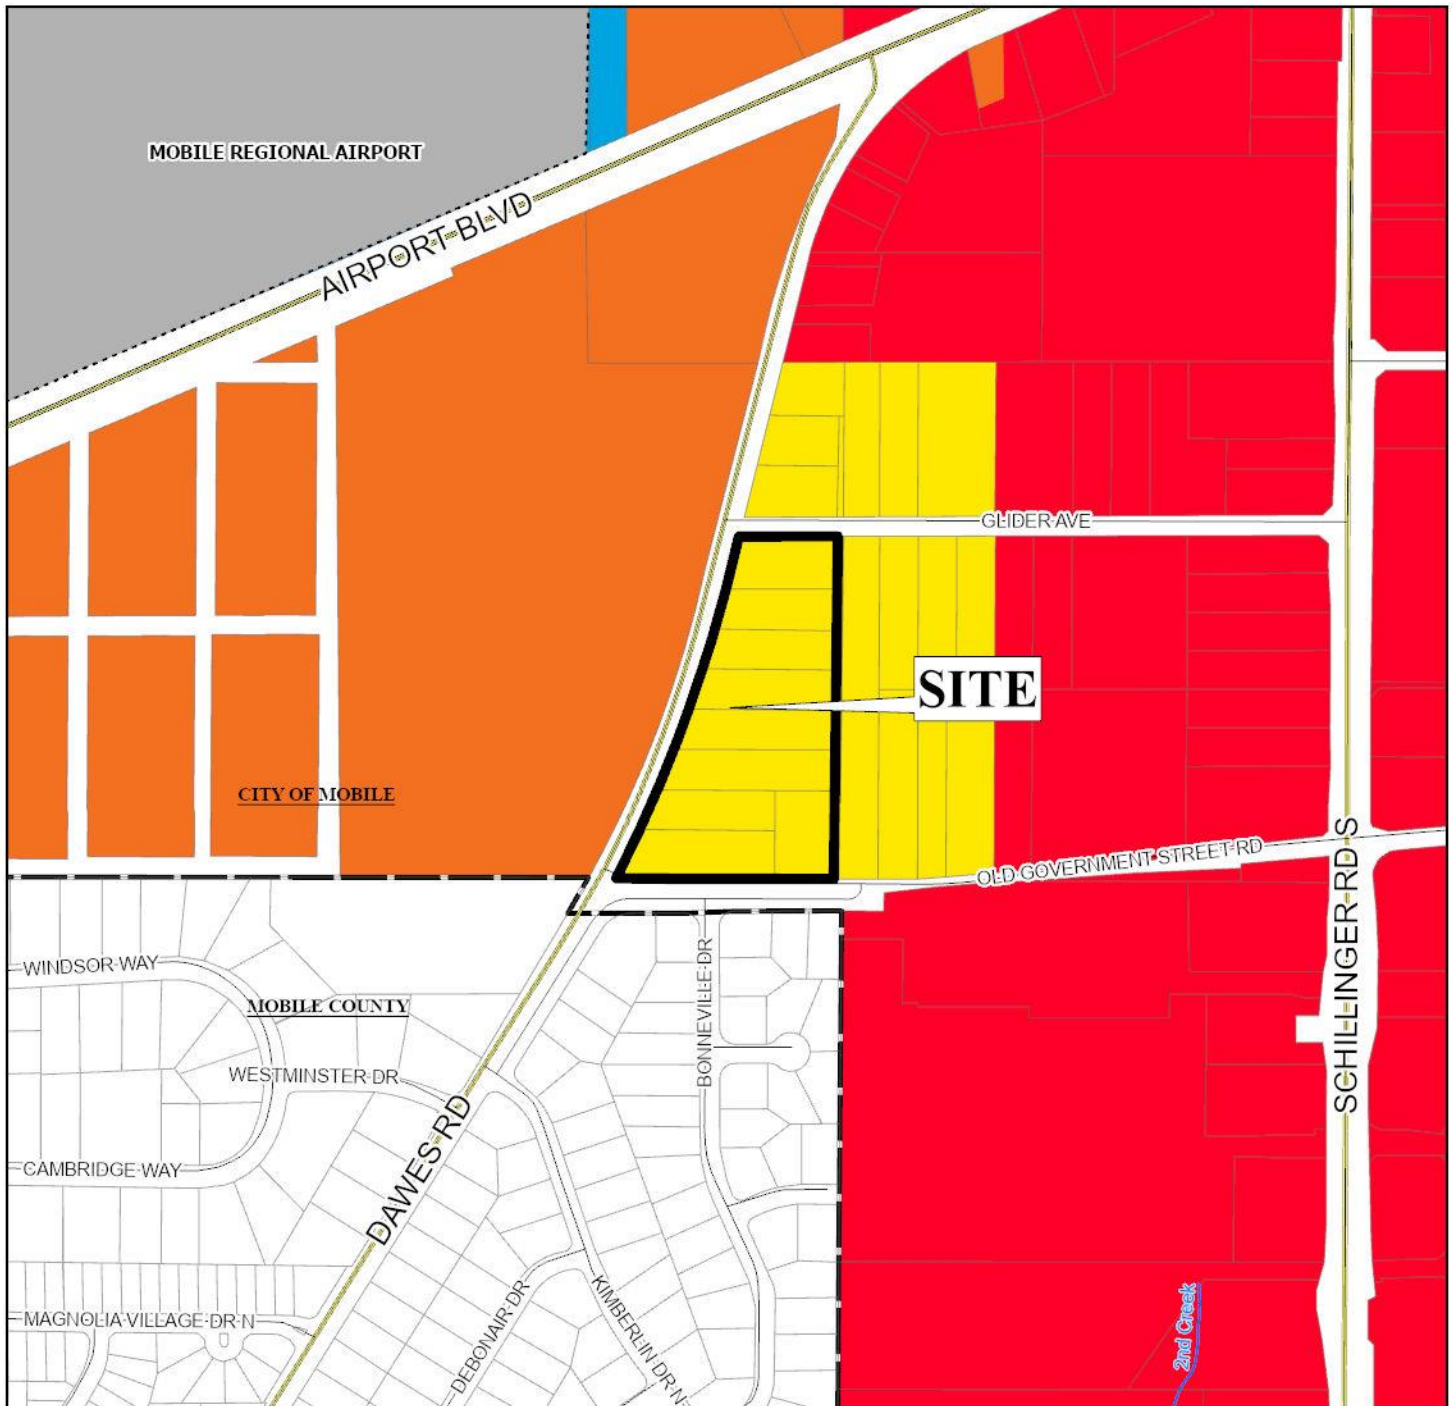 MOBILE REGIONAL AIRPORT
AIRPORT BLVD
GLIDER AVE
SITE
CITY OF MOBILE
OLD GOVERNMENT STREET RD
SCHILLINGER RD S
WINDSOR WAY
MOBILE COUNTY
BONNEVILLE DR
WESTMINSTER DR
DAWES RD
CAMBRIDGE WAY
MAGNOLIA VILLAGE DR N
DEBONAIR DR
KIMBERLIN DR N
2nd Creek